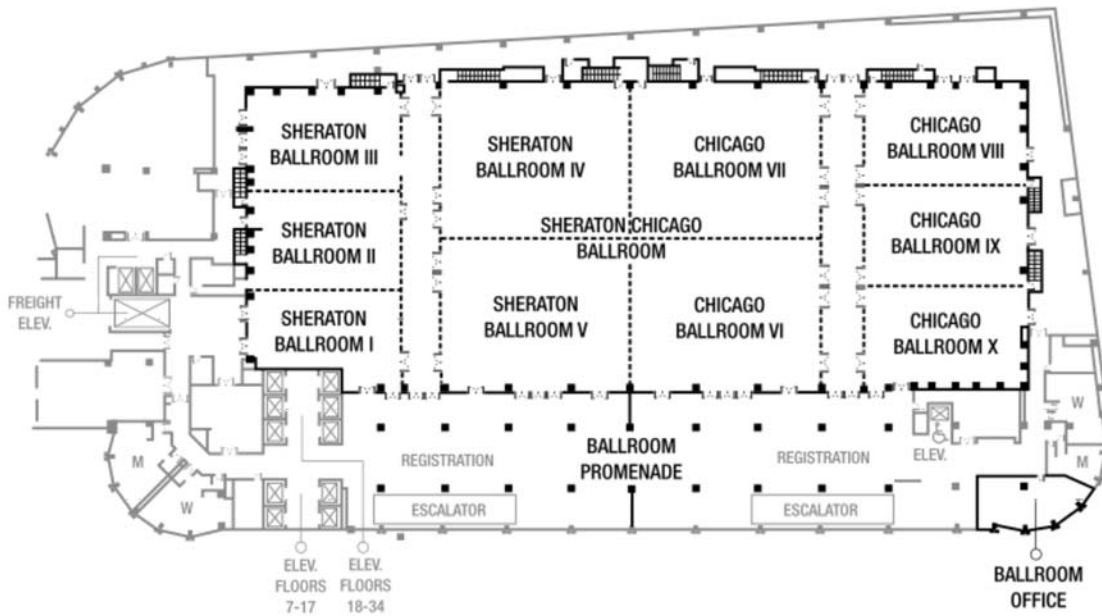 SHERATON
BALLROOM III
SHERATON
BALLROOM IV
CHICAGO
BALLROOM VII
CHICAGO
BALLROOM VIII
SHERATON
BALLROOM II
SHERATON CHICAGO
BALLROOM
CHICAGO
BALLROOM IX
FREIGHT
ELEV.
SHERATON
BALLROOM I
SHERATON
BALLROOM V
CHICAGO
BALLROOM VI
CHICAGO
BALLROOM X
W
M
ELEV.
REGISTRATION
BALLROOM
PROMENADE
REGISTRATION
M
W
ESCALATOR
ESCALATOR
ELEV.
FLOORS
7-17
ELEV.
FLOORS
18-34
BALLROOM
OFFICE